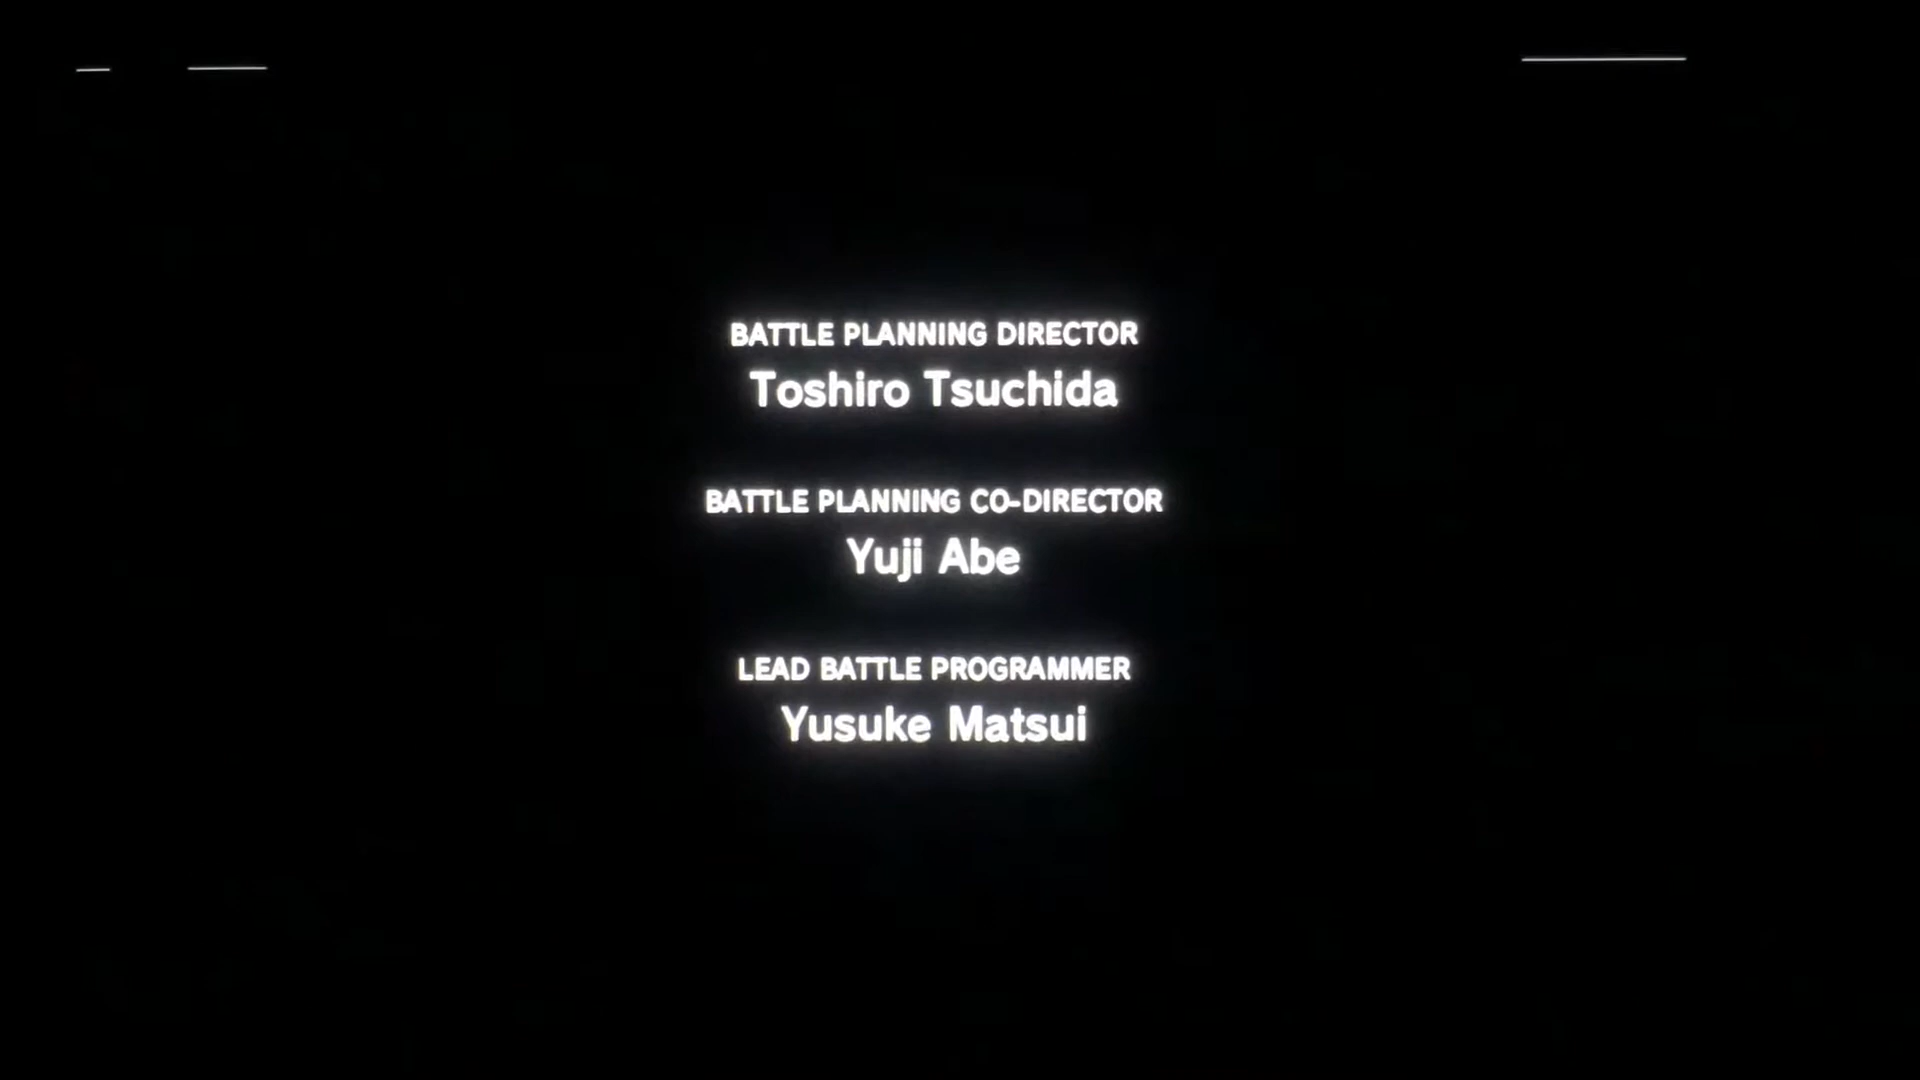 BATTLE PLANNING DIRECTOR
Toshiro Tsuchida
BATTLE PLANNING CO-DIRECTOR
Yuji Abe
LEAD BATTLE PROGRAMMER
Yusuke Matsui